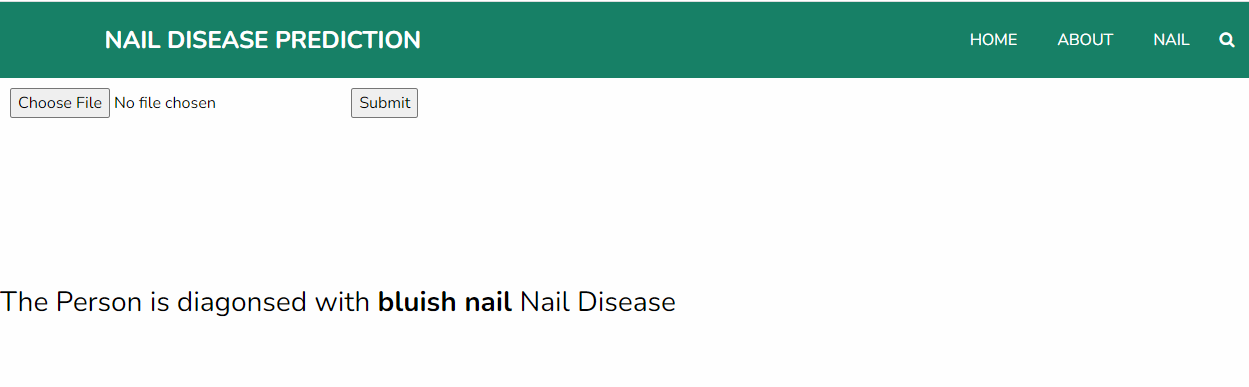 NAIL DISEASE PREDICTION HOME ABOUT NAIL
Choose File No file chosen Submit
The Person is diagonsed with bluish nail Nail Disease